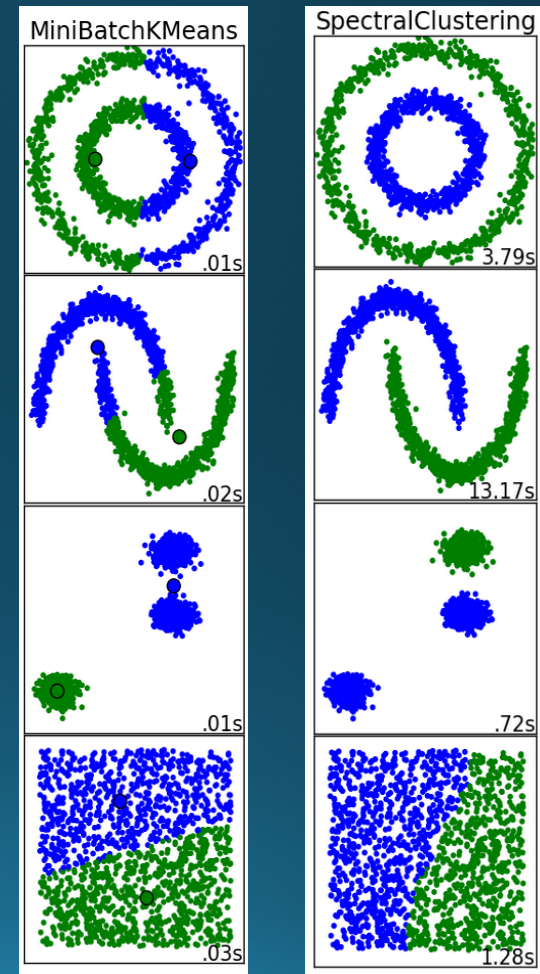 MiniBatchKMeans
.01s
.02s
.01s
.03s
SpectralClustering
3.79s
13.17s
.72s
1.28s